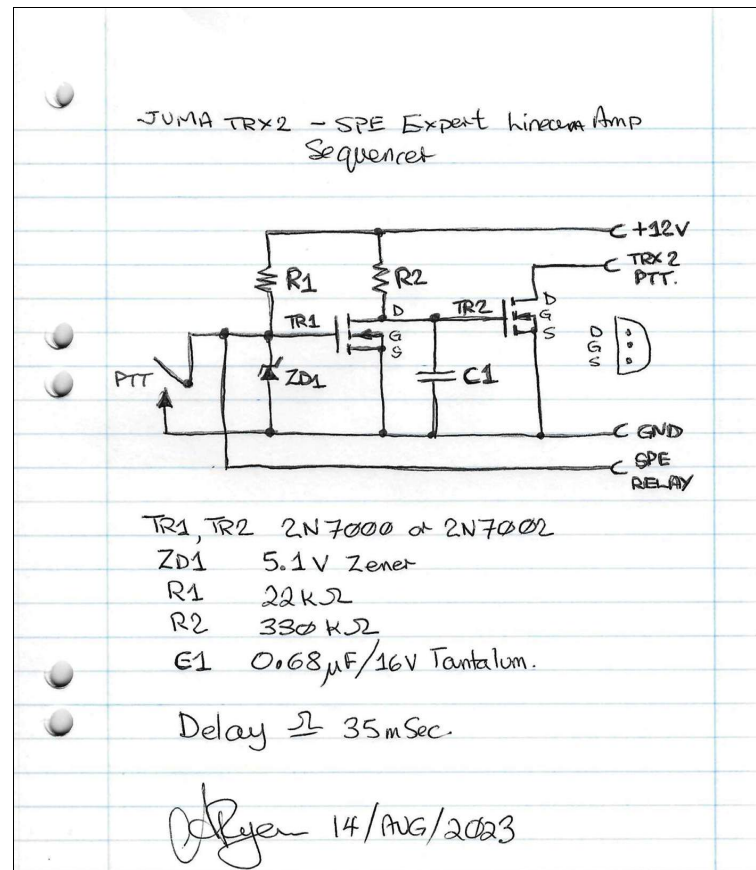 JUMA TRX2 - SPE Expert Linear Amp
Sequencer
+12V
TRX 2
PTT.
R1
R2
D
TR1
G
S
TR2
D
G
S
D
G
S
PTT
ZD1
C1
GND
SPE
RELAY
TR1, TR2 2N7000 or 2N7002
ZD1 5.1V Zener
R1 22KΩ
R2 330KΩ
C1 0.68µF/16V Tantalum.
Delay ≏ 35mSec.
14/AUG/2023